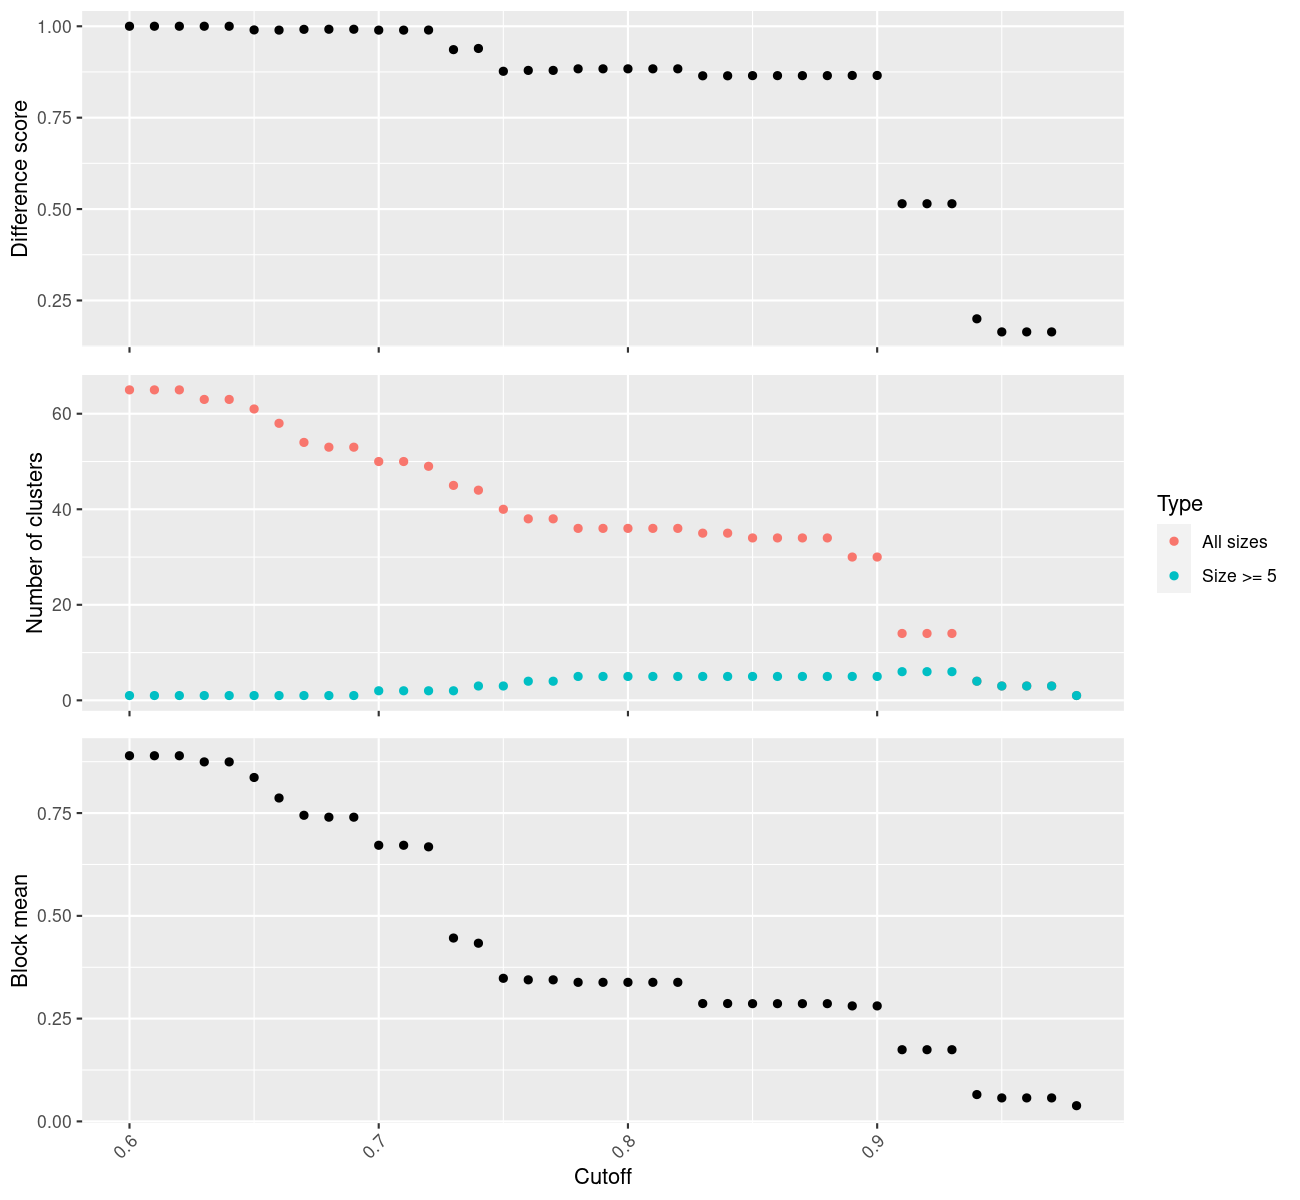 Difference score
1.00
0.75
0.50
0.25
Number of clusters
60
40
20
0
Type
All sizes
Size >= 5
Block mean
0.75
0.50
0.25
0.00
0.6 0.7 0.8 0.9
Cutoff